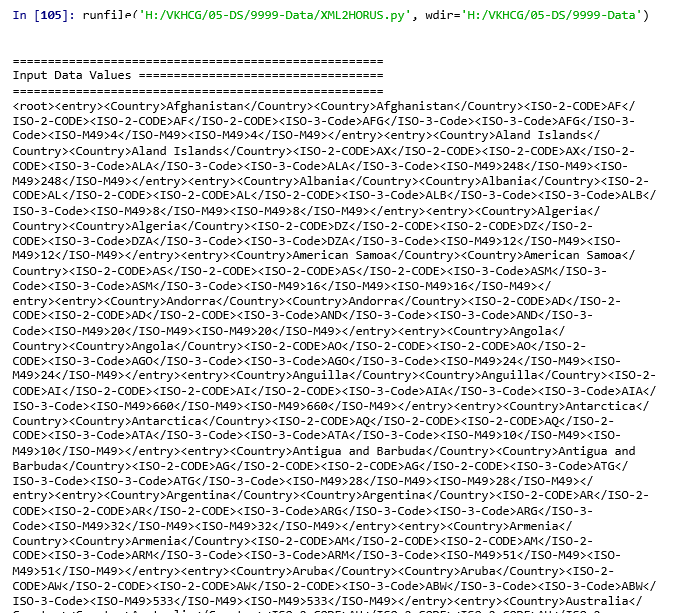 In [105]: runfile('H:/VKHCG/05-DS/9999-Data/XML2HORUS.py', wdir='H:/VKHCG/05-DS/9999-Data')
=====================================================
Input Data Values ===================================
=====================================================
<root><entry><Country>Afghanistan</Country><Country>Afghanistan</Country><ISO-2-CODE>AF</
ISO-2-CODE><ISO-2-CODE>AF</ISO-2-CODE><ISO-3-Code>AFG</ISO-3-Code><ISO-3-Code>AFG</ISO-3-
Code><ISO-M49>4</ISO-M49><ISO-M49>4</ISO-M49></entry><entry><Country>Aland Islands</
Country><Country>Aland Islands</Country><ISO-2-CODE>AX</ISO-2-CODE><ISO-2-CODE>AX</ISO-2-
CODE><ISO-3-Code>ALA</ISO-3-Code><ISO-3-Code>ALA</ISO-3-Code><ISO-M49>248</ISO-M49><ISO-
M49>248</ISO-M49></entry><entry><Country>Albania</Country><Country>Albania</Country><ISO-2-
CODE>AL</ISO-2-CODE><ISO-2-CODE>AL</ISO-2-CODE><ISO-3-Code>ALB</ISO-3-Code><ISO-3-Code>ALB</
ISO-3-Code><ISO-M49>8</ISO-M49><ISO-M49>8</ISO-M49></entry><entry><Country>Algeria</
Country><Country>Algeria</Country><ISO-2-CODE>DZ</ISO-2-CODE><ISO-2-CODE>DZ</ISO-2-
CODE><ISO-3-Code>DZA</ISO-3-Code><ISO-3-Code>DZA</ISO-3-Code><ISO-M49>12</ISO-M49><ISO-
M49>12</ISO-M49></entry><entry><Country>American Samoa</Country><Country>American Samoa</
Country><ISO-2-CODE>AS</ISO-2-CODE><ISO-2-CODE>AS</ISO-2-CODE><ISO-3-Code>ASM</ISO-3-
Code><ISO-3-Code>ASM</ISO-3-Code><ISO-M49>16</ISO-M49><ISO-M49>16</ISO-M49></
entry><entry><Country>Andorra</Country><Country>Andorra</Country><ISO-2-CODE>AD</ISO-2-
CODE><ISO-2-CODE>AD</ISO-2-CODE><ISO-3-Code>AND</ISO-3-Code><ISO-3-Code>AND</ISO-3-
Code><ISO-M49>20</ISO-M49><ISO-M49>20</ISO-M49></entry><entry><Country>Angola</
Country><Country>Angola</Country><ISO-2-CODE>AO</ISO-2-CODE><ISO-2-CODE>AO</ISO-2-
CODE><ISO-3-Code>AGO</ISO-3-Code><ISO-3-Code>AGO</ISO-3-Code><ISO-M49>24</ISO-M49><ISO-
M49>24</ISO-M49></entry><entry><Country>Anguilla</Country><Country>Anguilla</Country><ISO-2-
CODE>AI</ISO-2-CODE><ISO-2-CODE>AI</ISO-2-CODE><ISO-3-Code>AIA</ISO-3-Code><ISO-3-Code>AIA</
ISO-3-Code><ISO-M49>660</ISO-M49><ISO-M49>660</ISO-M49></entry><entry><Country>Antarctica</
Country><Country>Antarctica</Country><ISO-2-CODE>AQ</ISO-2-CODE><ISO-2-CODE>AQ</ISO-2-
CODE><ISO-3-Code>ATA</ISO-3-Code><ISO-3-Code>ATA</ISO-3-Code><ISO-M49>10</ISO-M49><ISO-
M49>10</ISO-M49></entry><entry><Country>Antigua and Barbuda</Country><Country>Antigua and
Barbuda</Country><ISO-2-CODE>AG</ISO-2-CODE><ISO-2-CODE>AG</ISO-2-CODE><ISO-3-Code>ATG</
ISO-3-Code><ISO-3-Code>ATG</ISO-3-Code><ISO-M49>28</ISO-M49><ISO-M49>28</ISO-M49></
entry><entry><Country>Argentina</Country><Country>Argentina</Country><ISO-2-CODE>AR</ISO-2-
CODE><ISO-2-CODE>AR</ISO-2-CODE><ISO-3-Code>ARG</ISO-3-Code><ISO-3-Code>ARG</ISO-3-
Code><ISO-M49>32</ISO-M49><ISO-M49>32</ISO-M49></entry><entry><Country>Armenia</
Country><Country>Armenia</Country><ISO-2-CODE>AM</ISO-2-CODE><ISO-2-CODE>AM</ISO-2-
CODE><ISO-3-Code>ARM</ISO-3-Code><ISO-3-Code>ARM</ISO-3-Code><ISO-M49>51</ISO-M49><ISO-
M49>51</ISO-M49></entry><entry><Country>Aruba</Country><Country>Aruba</Country><ISO-2-
CODE>AW</ISO-2-CODE><ISO-2-CODE>AW</ISO-2-CODE><ISO-3-Code>ABW</ISO-3-Code><ISO-3-Code>ABW</
ISO-3-Code><ISO-M49>533</ISO-M49><ISO-M49>533</ISO-M49></entry><entry><Country>Australia</